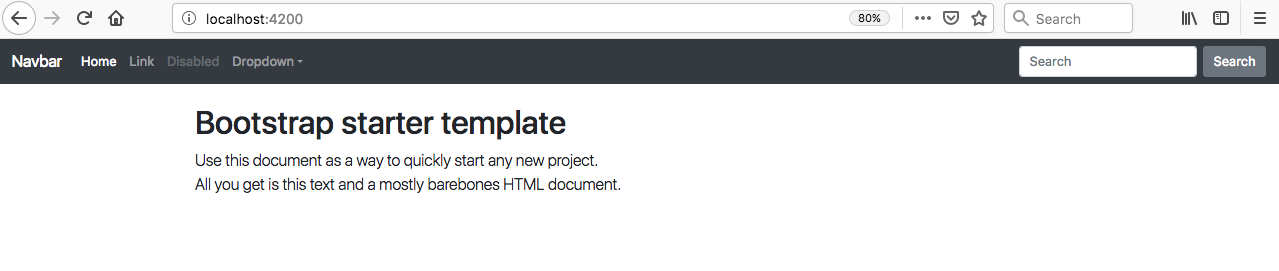 localhost:4200 80% Search
Navbar Home Link Disabled Dropdown Search Search
Bootstrap starter template
Use this document as a way to quickly start any new project.
All you get is this text and a mostly barebones HTML document.